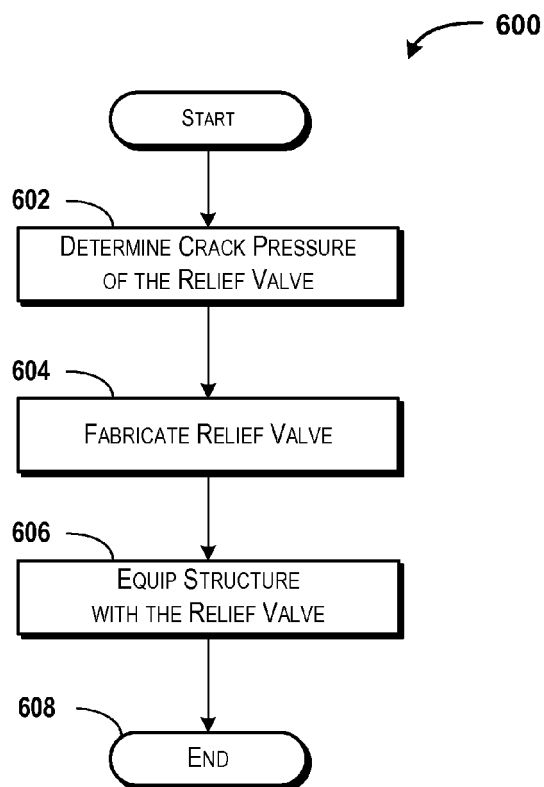 600
START
602
DETERMINE CRACK PRESSURE
OF THE RELIEF VALVE
604
FABRICATE RELIEF VALVE
606
EQUIP STRUCTURE
WITH THE RELIEF VALVE
608
END